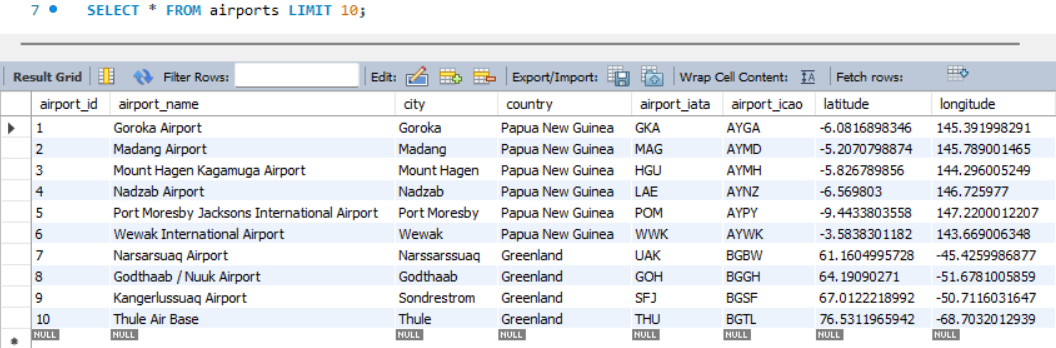 7 SELECT * FROM airports LIMIT 10;
Result Grid Filter Rows: Edit: Export/Import: Wrap Cell Content: IA Fetch rows:
airport_id airport_name city country airport_iata airport_icao latitude longitude
1 Goroka Airport Goroka Papua New Guinea GKA AYGA -6.0816898346 145.391998291
2 Madang Airport Madang Papua New Guinea MAG AYMD -5.2070798874 145.789001465
3 Mount Hagen Kagamuga Airport Mount Hagen Papua New Guinea HGU AYMH -5.826789856 144.296005249
4 Nadzab Airport Nadzab Papua New Guinea LAE AYNZ -6.569803 146.725977
5 Port Moresby Jacksons International Airport Port Moresby Papua New Guinea POM AYPY -9.4433803558 147.2200012207
6 Wewak International Airport Wewak Papua New Guinea WWK AYWK -3.5838301182 143.669006348
7 Narsarsuaq Airport Narssarssuaq Greenland UAK BGBW 61.1604995728 -45.4259986877
8 Godthaab / Nuuk Airport Godthaab Greenland GOH BGGH 64.19090271 -51.6781005859
9 Kangerlussuaq Airport Sondrestrom Greenland SFJ BGSF 67.0122218992 -50.7116031647
10 Thule Air Base Thule Greenland THU BGTL 76.5311965942 -68.7032012939
NULL NULL NULL NULL NULL NULL NULL NULL